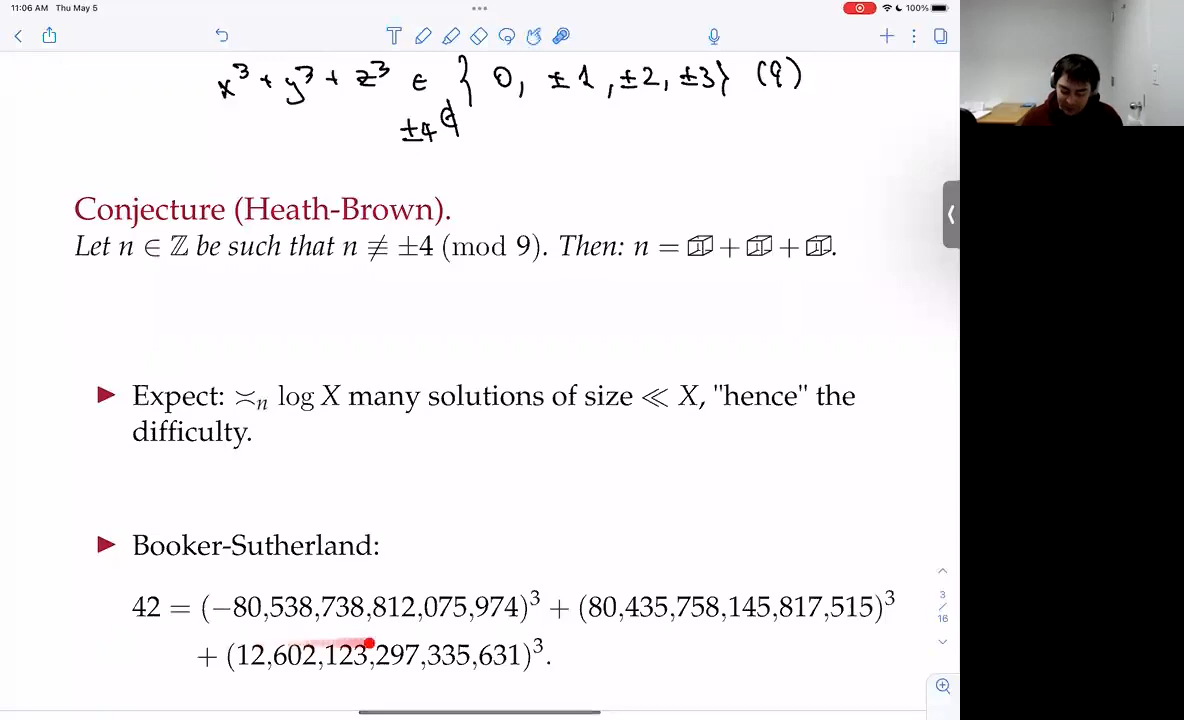 11:06 AM Thu May 5
100%
x³ + y³ + z³ ∈ { 0, ±1, ±2, ±3} (9)
±4
Conjecture (Heath-Brown).
Let n ∈ ℤ be such that n ≢ ±4 (mod 9). Then: n = + + .
► Expect: ≍ₙ log X many solutions of size ≪ X, "hence" the
difficulty.
► Booker-Sutherland:
42 = (−80,538,738,812,075,974)³ + (80,435,758,145,817,515)³
+ (12,602,123,297,335,631)³.
3
/
16